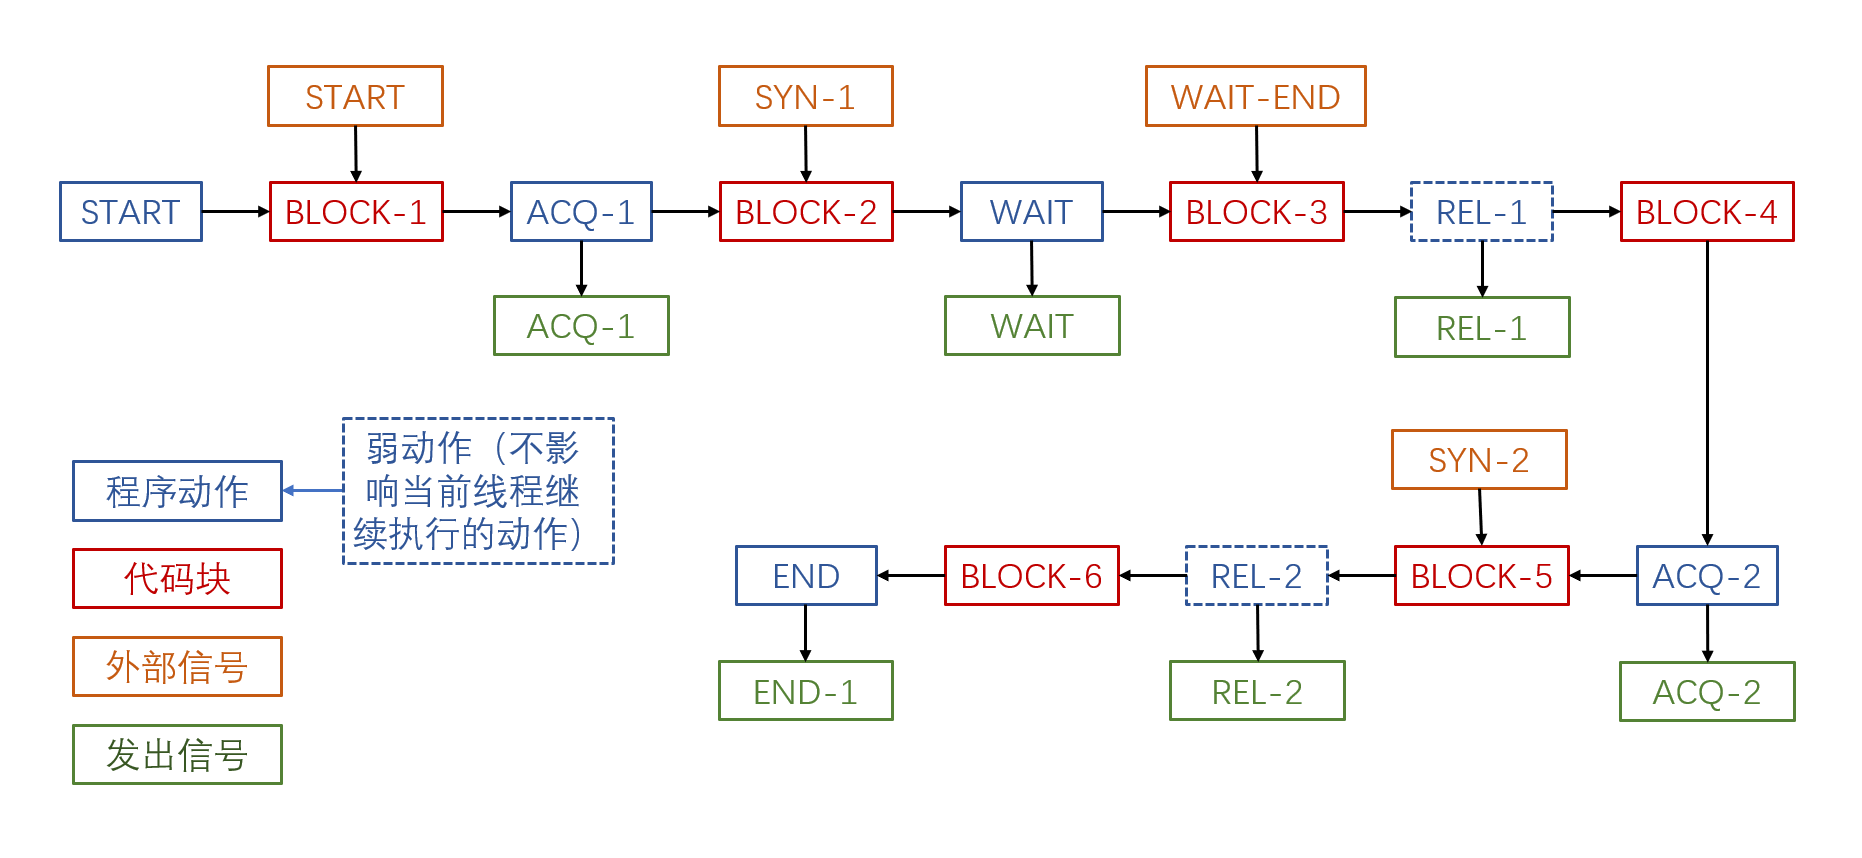 START
SYN-1
WAIT-END
START
BLOCK-1
ACQ-1
BLOCK-2
WAIT
BLOCK-3
REL-1
BLOCK-4
ACQ-1
WAIT
REL-1
弱动作（不影
响当前线程继
续执行的动作）
程序动作
代码块
外部信号
发出信号
SYN-2
END
BLOCK-6
REL-2
BLOCK-5
ACQ-2
END-1
REL-2
ACQ-2